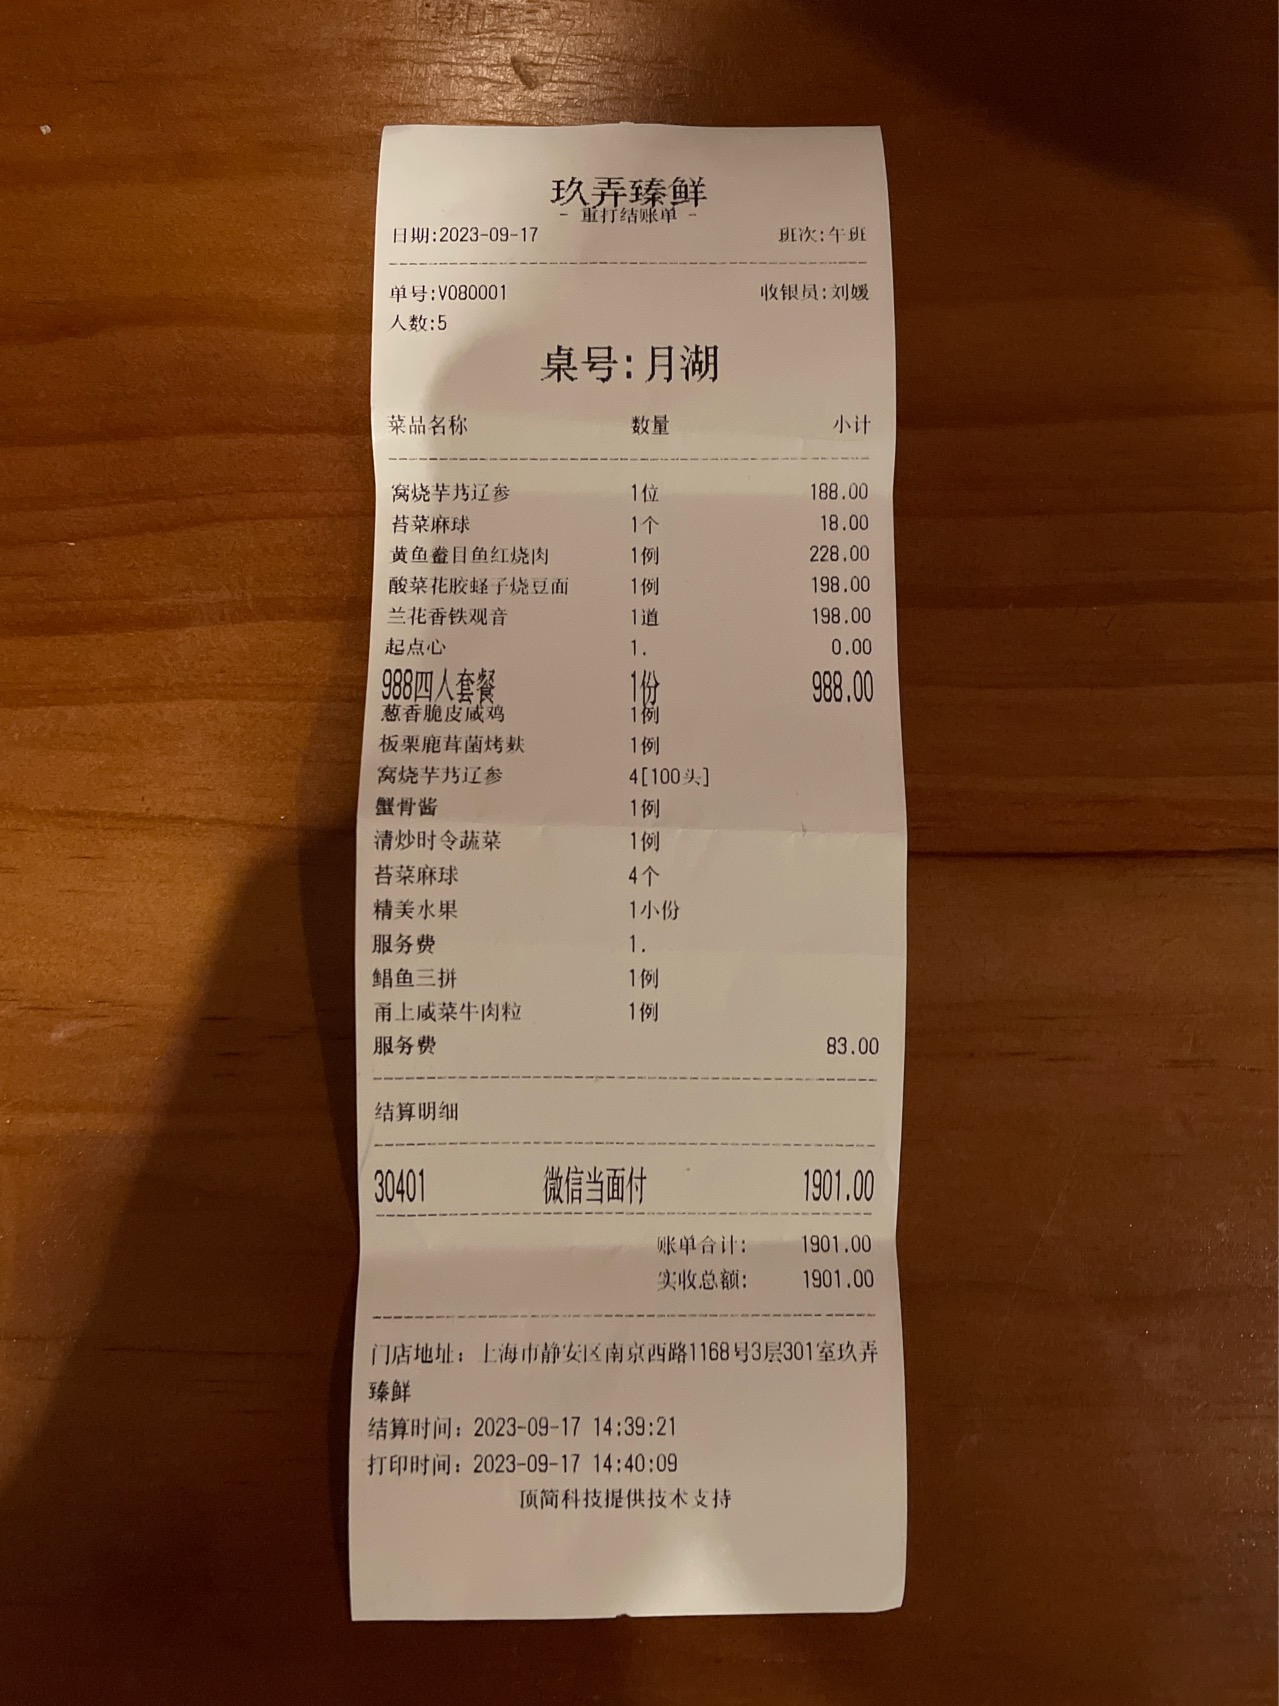 玖弄臻鲜
- 重打结账单 -
日期:2023-09-17 班次:午班
单号:V080001 收银员:刘媛
人数:5
桌号:月湖
菜品名称 数量 小计
窝烧芋艿辽参 1位 188.00
苔菜麻球 1个 18.00
黄鱼鲞目鱼红烧肉 1例 228.00
酸菜花胶蛏子烧豆面 1例 198.00
兰花香铁观音 1道 198.00
起点心 1. 0.00
988四人套餐 1份 988.00
葱香脆皮咸鸡 1例
板栗鹿茸菌烤麸 1例
窝烧芋艿辽参 4[100头]
蟹骨酱 1例
清炒时令蔬菜 1例
苔菜麻球 4个
精美水果 1小份
服务费 1.
鲳鱼三拼 1例
甬上咸菜牛肉粒 1例
服务费 83.00
结算明细
30401 微信当面付 1901.00
账单合计: 1901.00
实收总额: 1901.00
门店地址: 上海市静安区南京西路1168号3层301室玖弄
臻鲜
结算时间: 2023-09-17 14:39:21
打印时间: 2023-09-17 14:40:09
顶简科技提供技术支持